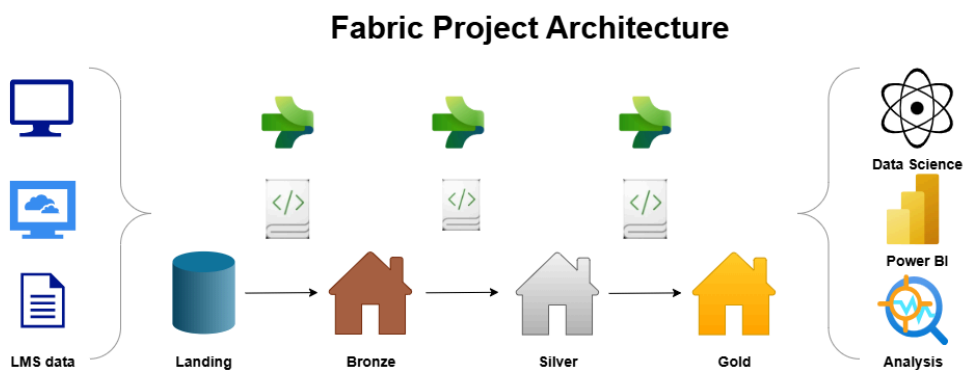 Fabric Project Architecture
</>
</>
</>
Data Science
Power BI
LMS data
Landing
Bronze
Silver
Gold
Analysis